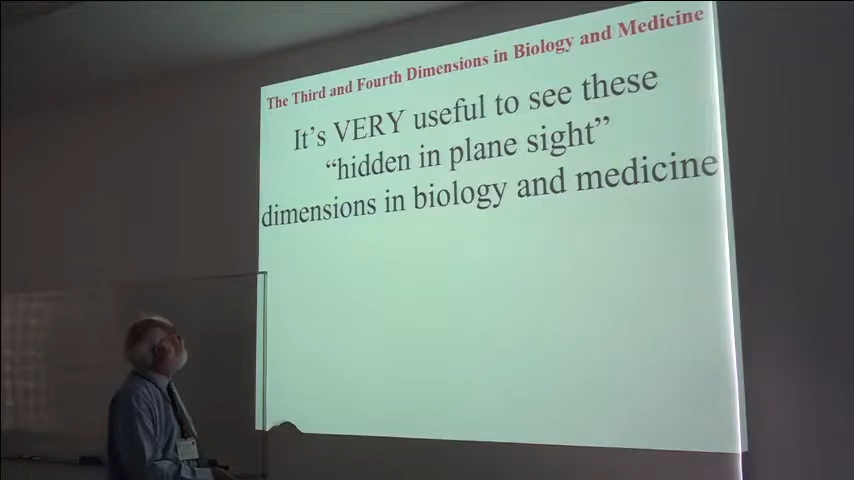 The Third and Fourth Dimensions in Biology and Medicine
It's VERY useful to see these
“hidden in plane sight”
dimensions in biology and medicine